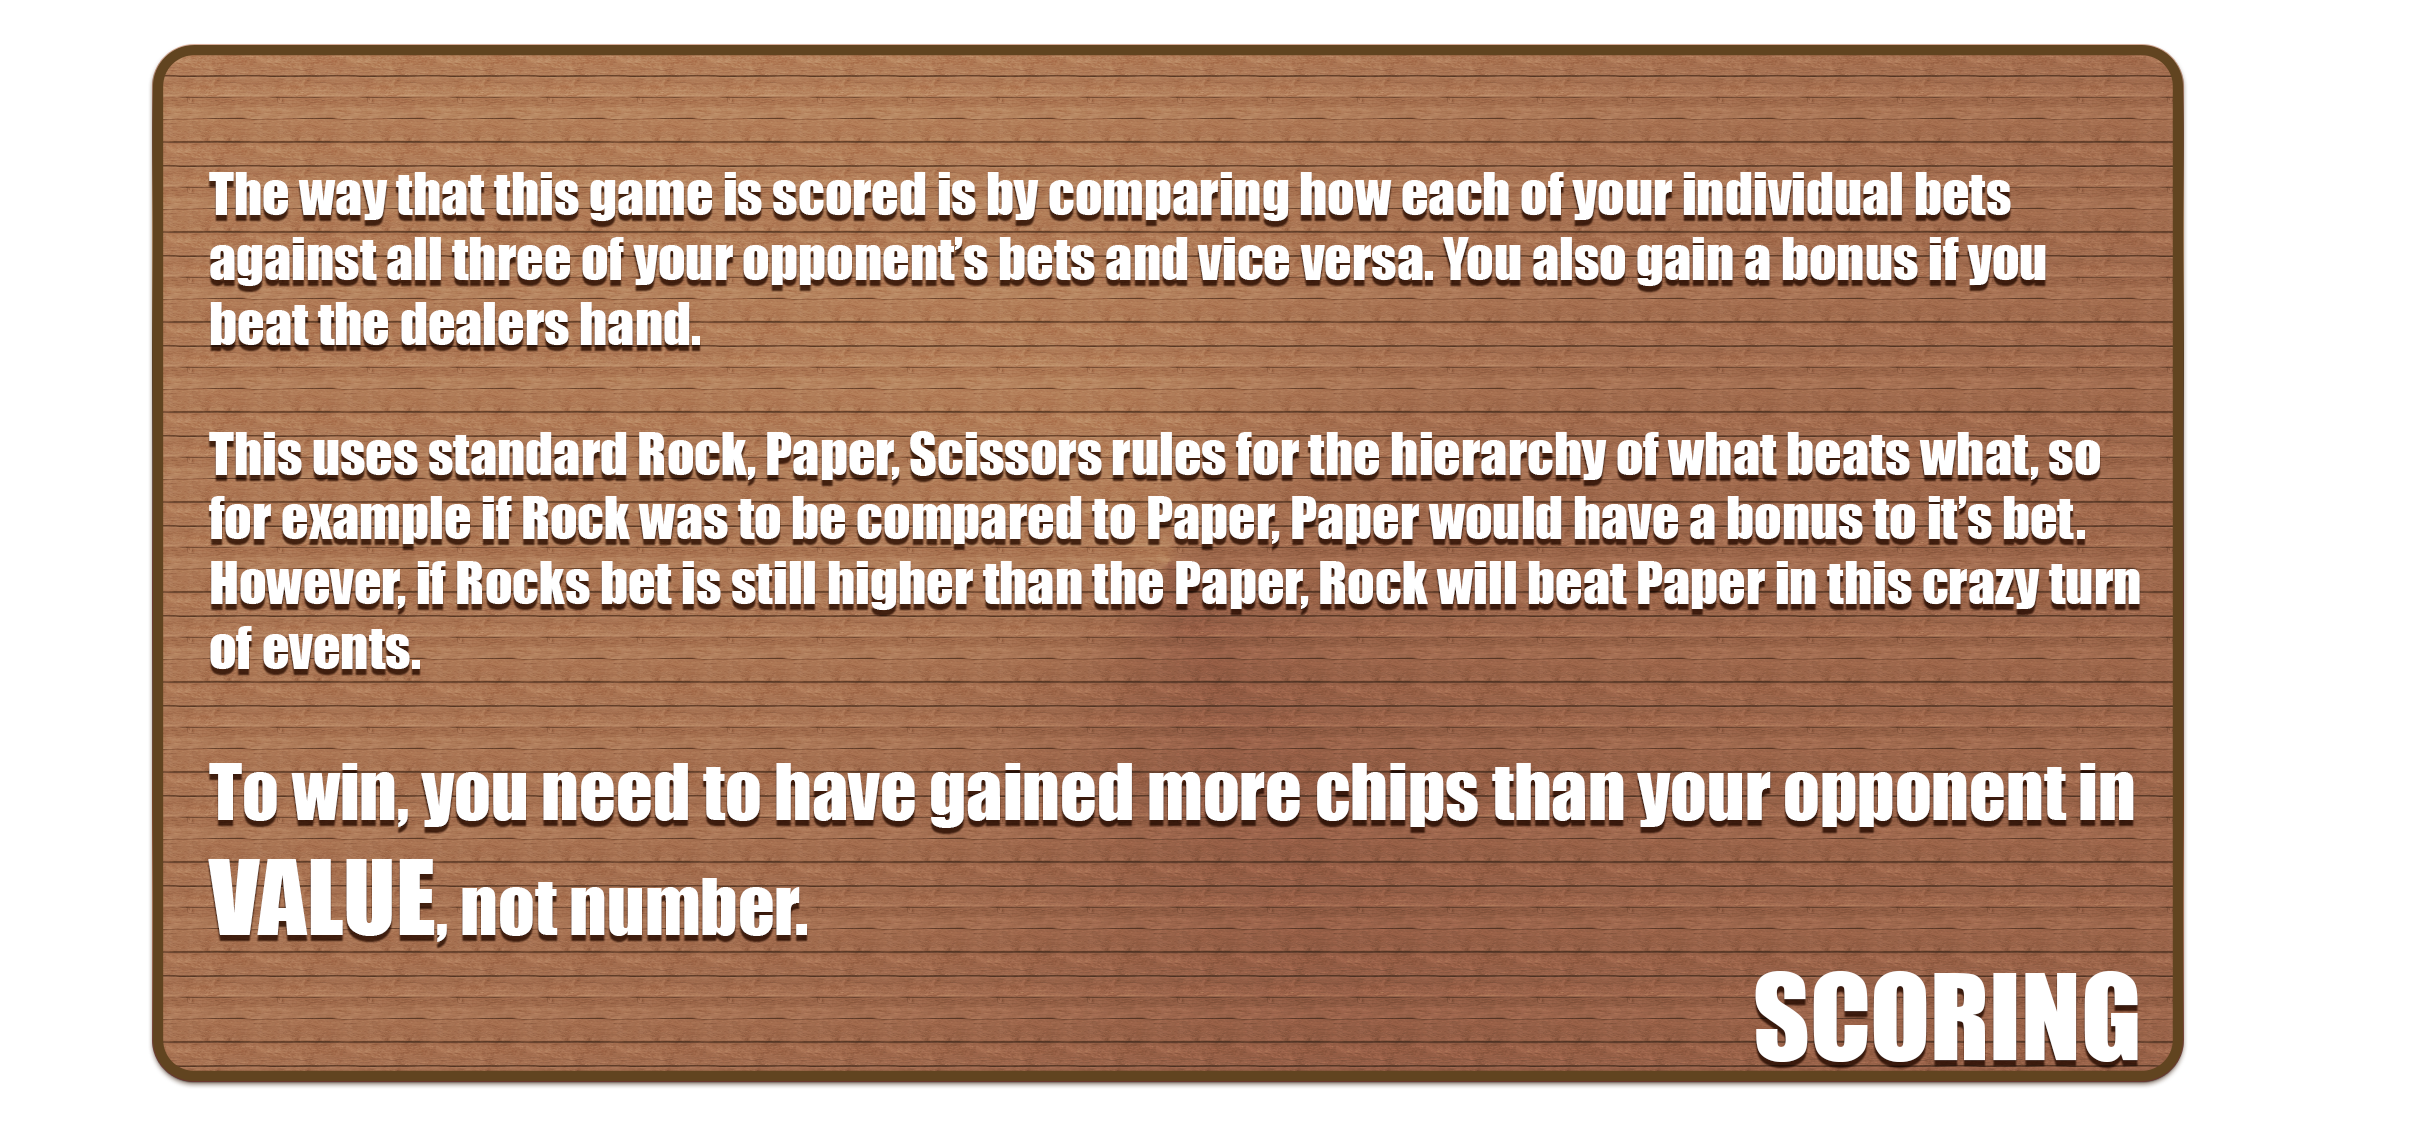 The way that this game is scored is by comparing how each of your individual bets
against all three of your opponent’s bets and vice versa. You also gain a bonus if you
beat the dealers hand.
This uses standard Rock, Paper, Scissors rules for the hierarchy of what beats what, so
for example if Rock was to be compared to Paper, Paper would have a bonus to it’s bet.
However, if Rocks bet is still higher than the Paper, Rock will beat Paper in this crazy turn
of events.
To win, you need to have gained more chips than your opponent in
VALUE, not number.
SCORING